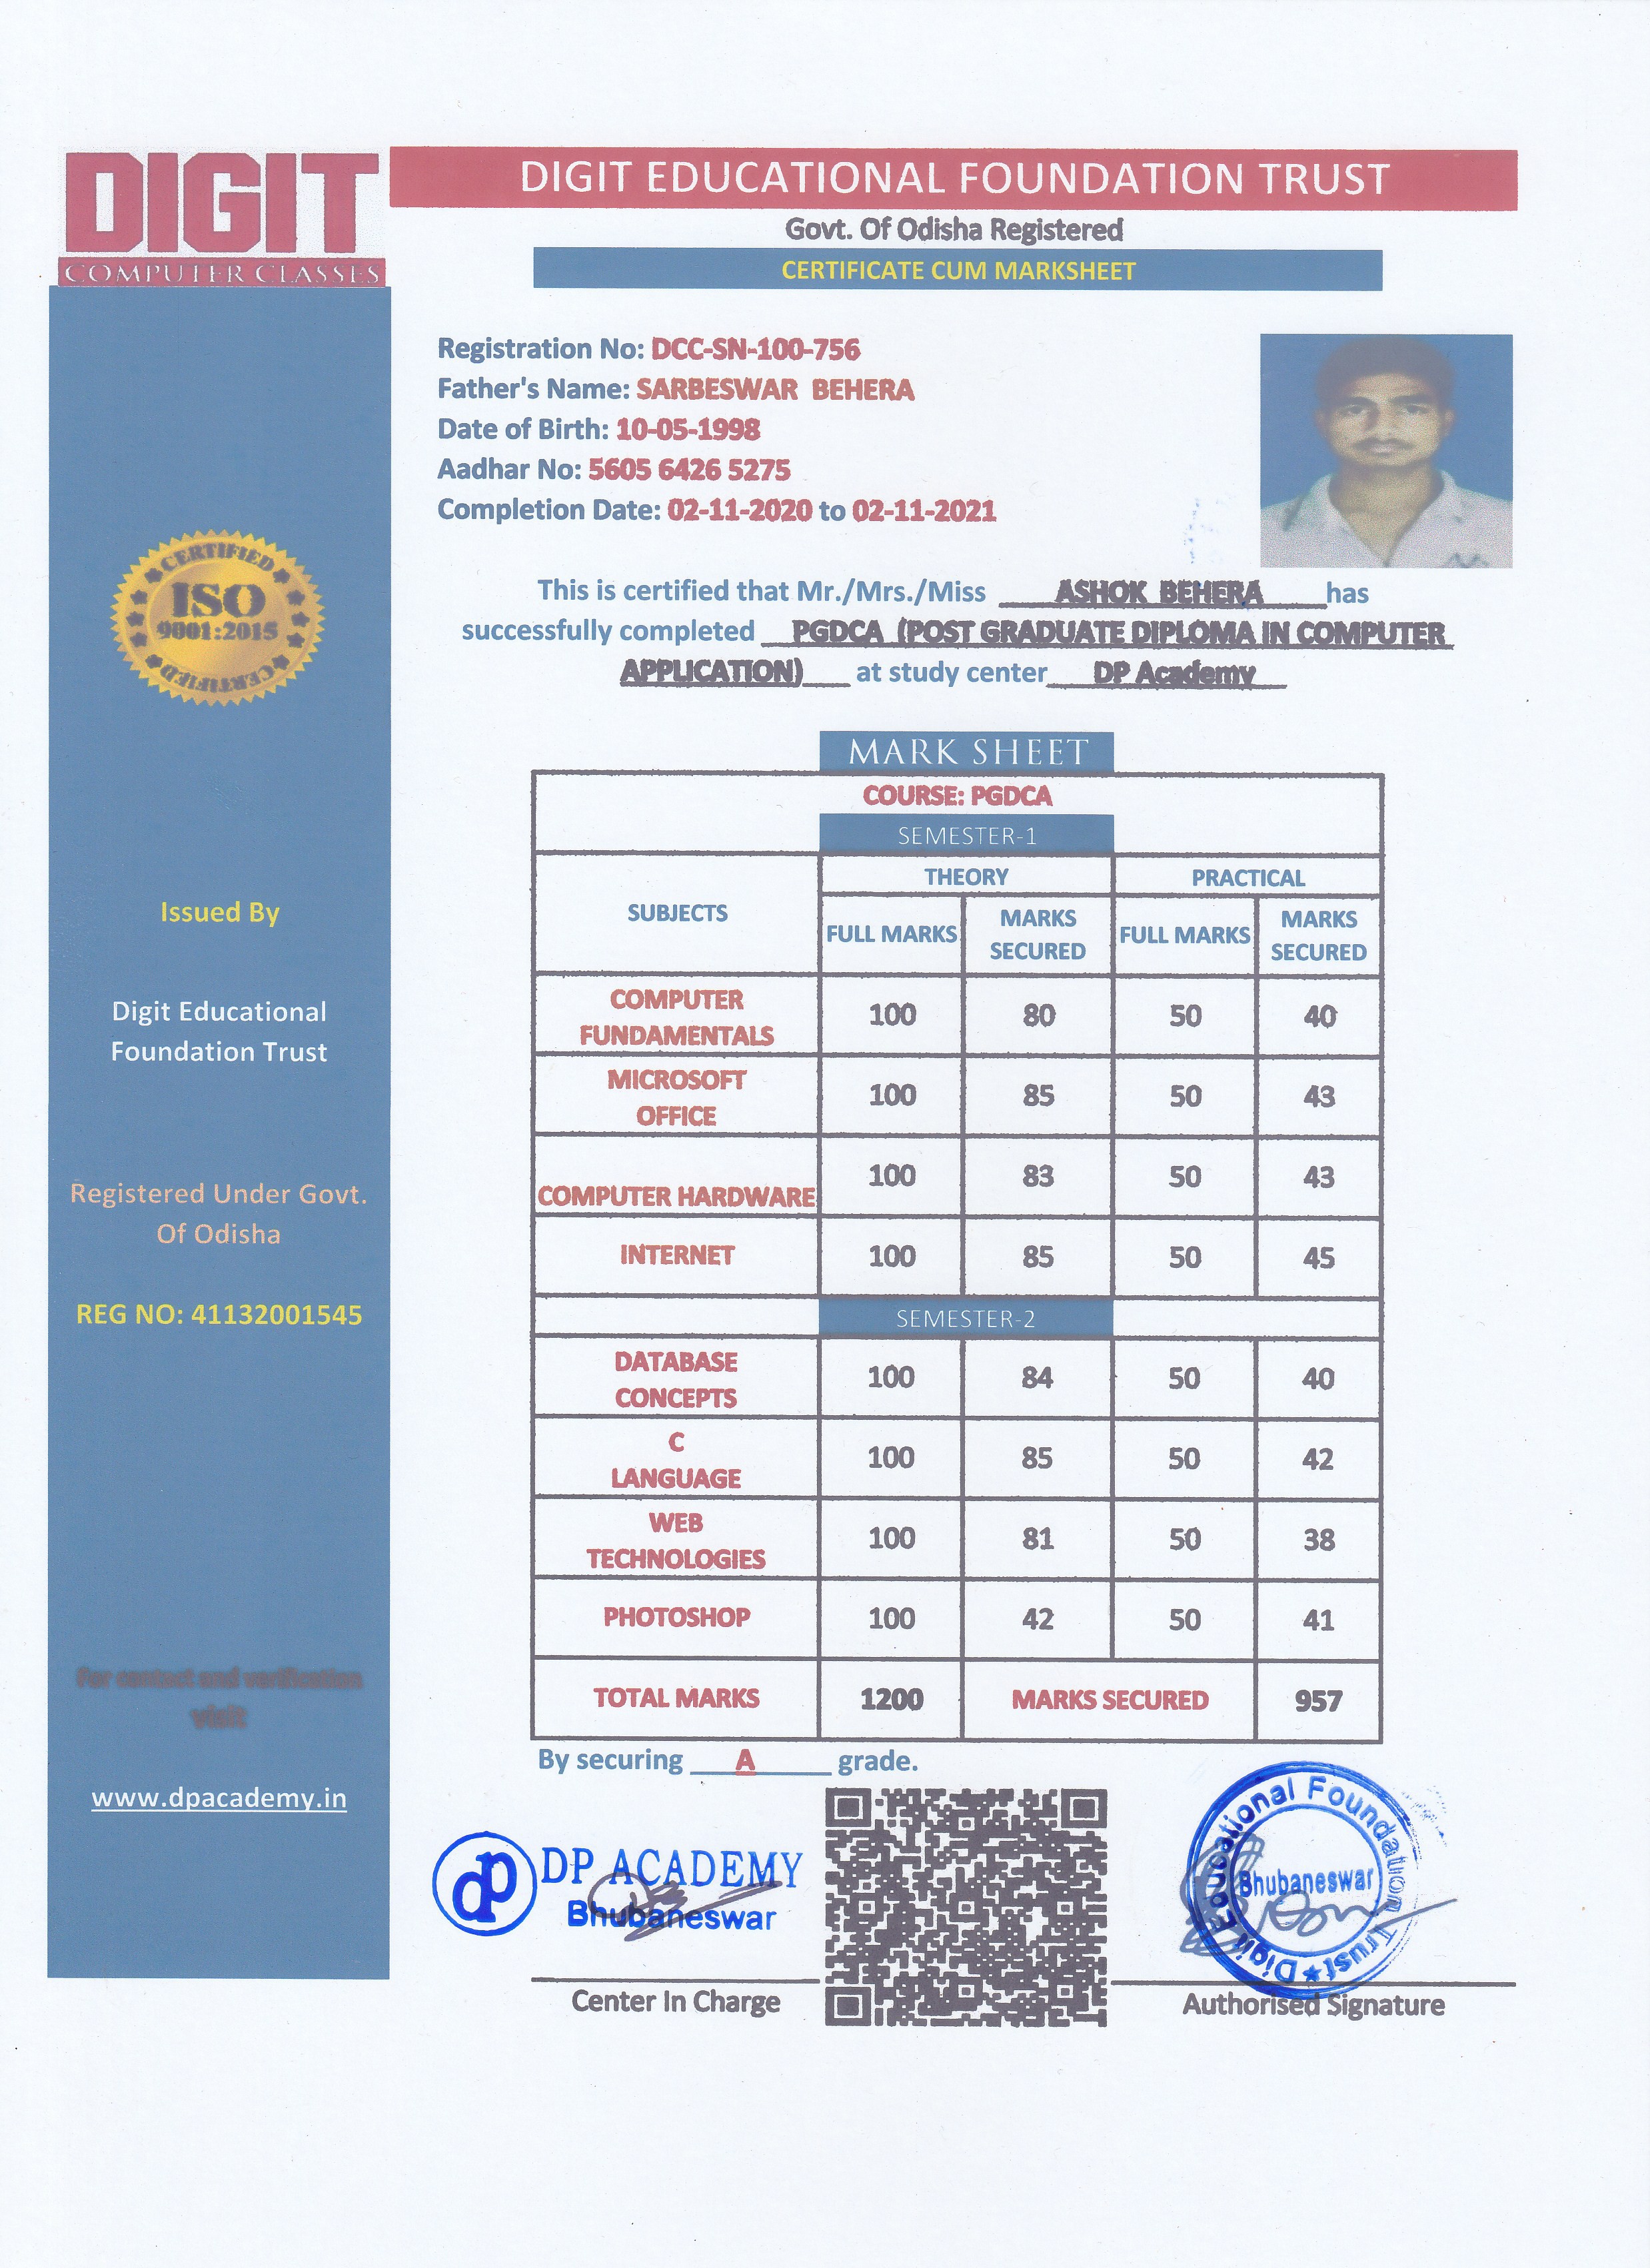 DIGIT
COMPUTER CLASSES
DIGIT EDUCATIONAL FOUNDATION TRUST
Govt. Of Odisha Registered
CERTIFICATE CUM MARKSHEET
Registration No: DCC-SN-100-756
Father's Name: SARBESWAR BEHERA
Date of Birth: 10-05-1998
Aadhar No: 5605 6426 5275
Completion Date: 02-11-2020 to 02-11-2021
CERTIFIED
ISO
9001:2015
CERTIFIED
This is certified that Mr./Mrs./Miss ASHOK BEHERA has
successfully completed PGDCA (POST GRADUATE DIPLOMA IN COMPUTER
APPLICATION) at study center DP Academy
Issued By
Digit Educational
Foundation Trust
Registered Under Govt.
Of Odisha
REG NO: 41132001545
For contact and verification
visit
www.dpacademy.in
MARK SHEET
COURSE: PGDCA
SEMESTER-1
SUBJECTS THEORY PRACTICAL
FULL MARKS MARKS SECURED FULL MARKS MARKS SECURED
COMPUTER FUNDAMENTALS 100 80 50 40
MICROSOFT OFFICE 100 85 50 43
COMPUTER HARDWARE 100 83 50 43
INTERNET 100 85 50 45
SEMESTER-2
DATABASE CONCEPTS 100 84 50 40
C LANGUAGE 100 85 50 42
WEB TECHNOLOGIES 100 81 50 38
PHOTOSHOP 100 42 50 41
TOTAL MARKS 1200 MARKS SECURED 957
By securing A grade.
dp DP ACADEMY
Bhubaneswar
Digit Educational Foundation Trust
Bhubaneswar
Center In Charge
Authorised Signature